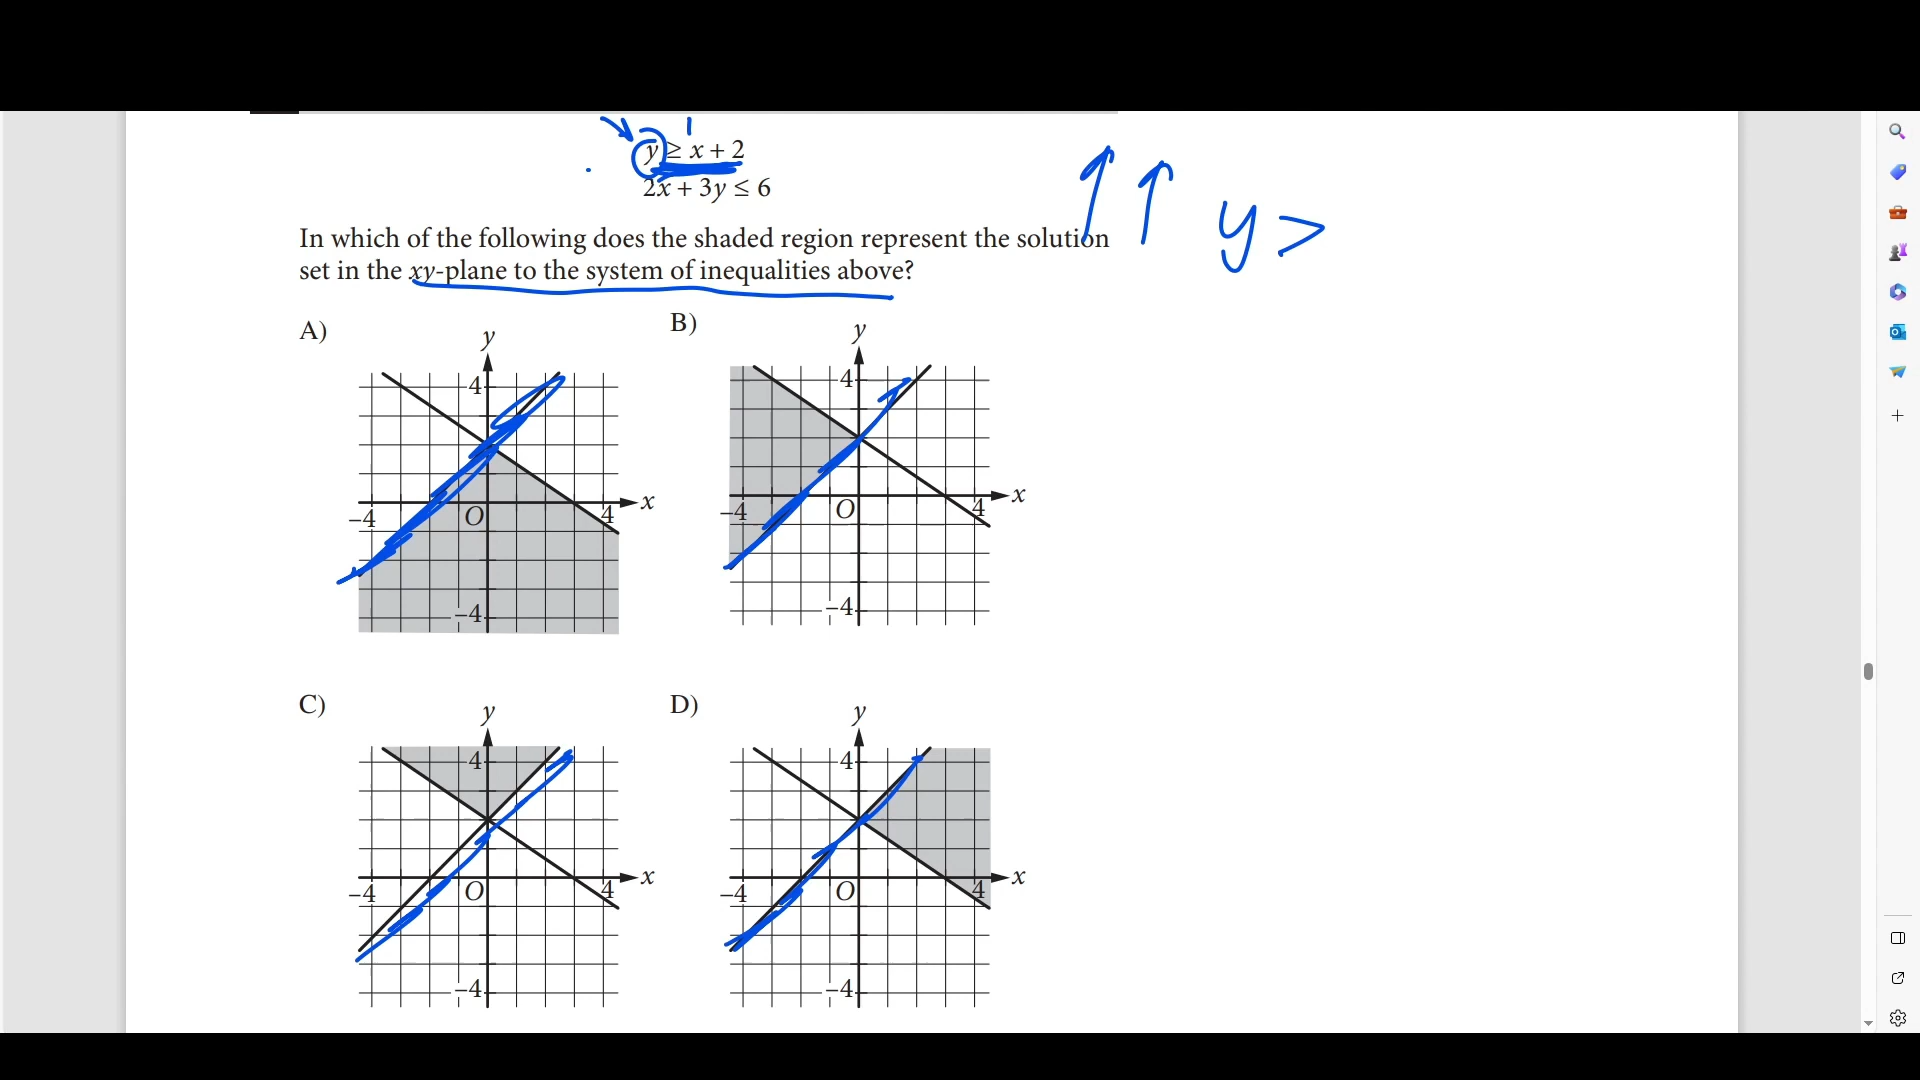 y ≥ x + 2
2x + 3y ≤ 6
y >
In which of the following does the shaded region represent the solution
set in the xy-plane to the system of inequalities above?
A)
y
4
-4
O
4
x
-4
B)
y
4
-4
O
4
x
-4
C)
y
4
-4
O
4
x
-4
D)
y
4
-4
O
4
x
-4